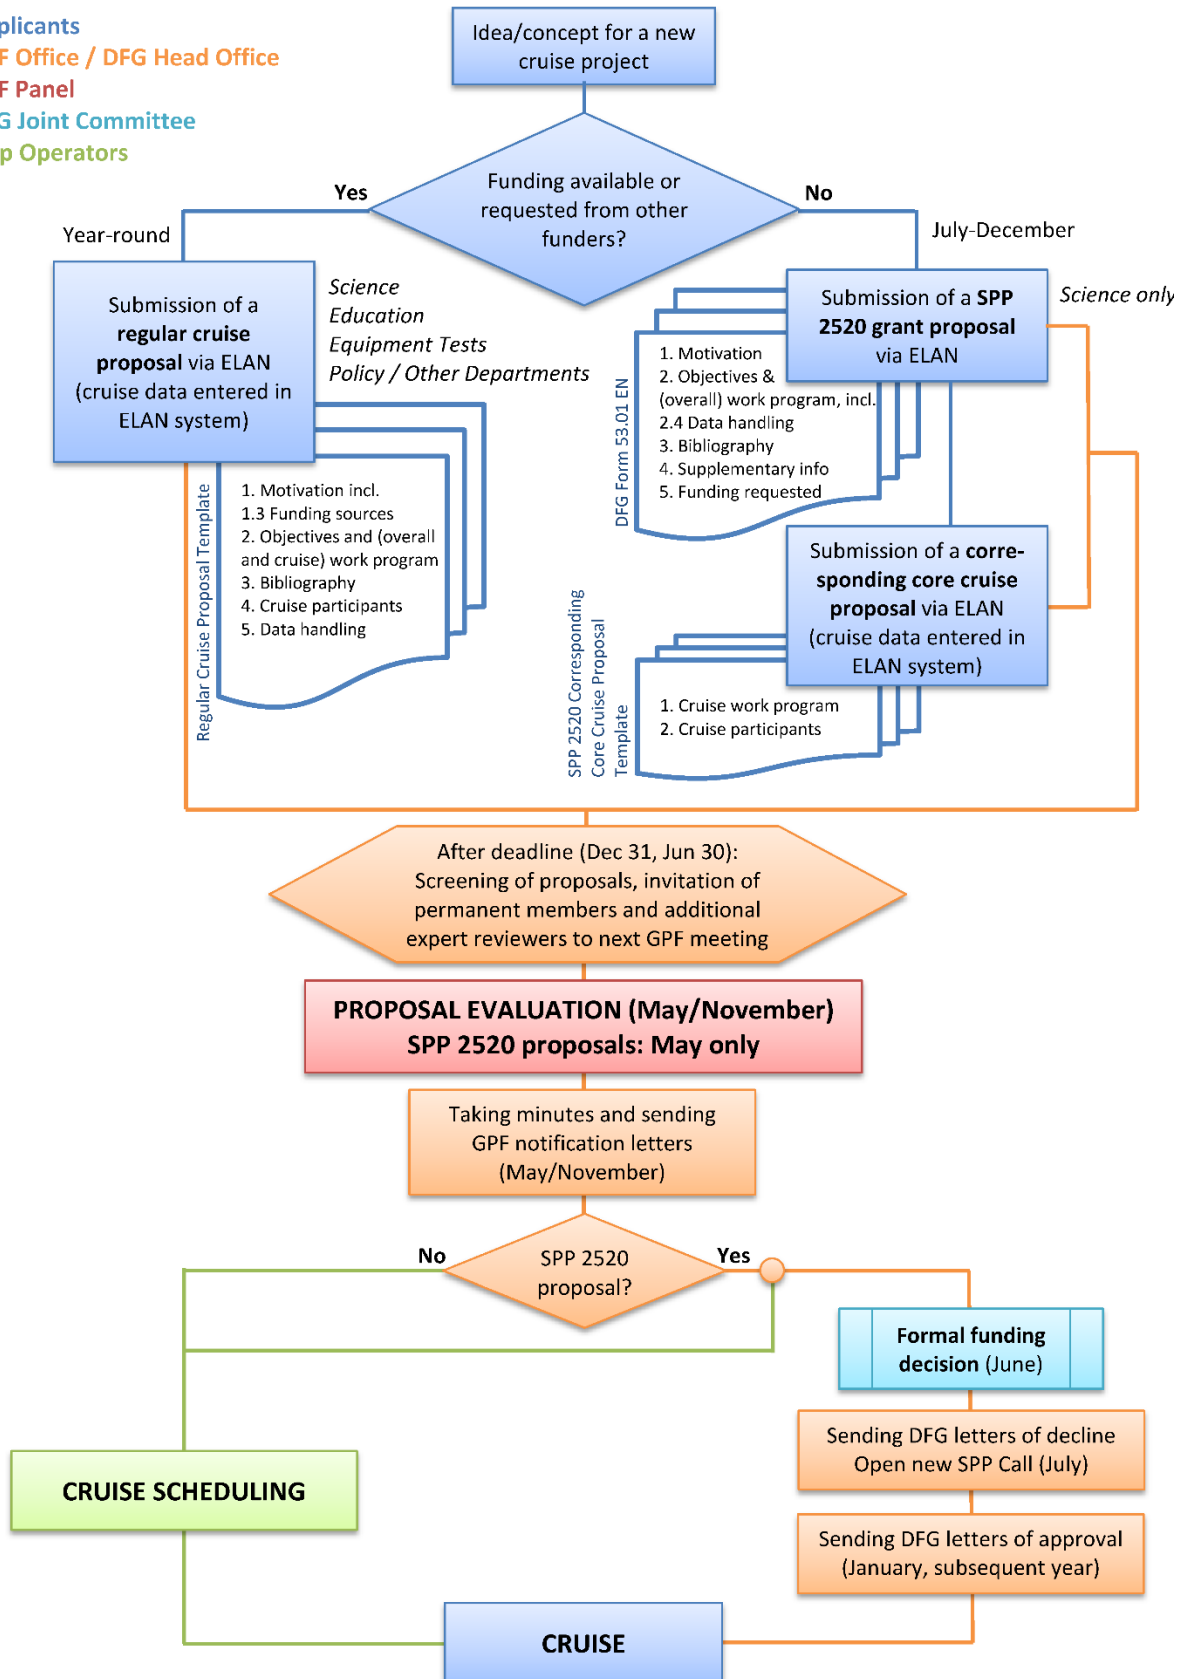 plicants
F Office / DFG Head Office
F Panel
G Joint Committee
p Operators
Idea/concept for a new
cruise project
Funding available or
requested from other
funders?
Yes
No
Year-round
July-December
Submission of a
regular cruise
proposal via ELAN
(cruise data entered in
ELAN system)
Science
Education
Equipment Tests
Policy / Other Departments
Regular Cruise Proposal Template
1. Motivation incl.
1.3 Funding sources
2. Objectives and (overall
and cruise) work program
3. Bibliography
4. Cruise participants
5. Data handling
Submission of a SPP
2520 grant proposal
via ELAN
Science only
DFG Form 53.01 EN
1. Motivation
2. Objectives &
(overall) work program, incl.
2.4 Data handling
3. Bibliography
4. Supplementary info
5. Funding requested
Submission of a corre-
sponding core cruise
proposal via ELAN
(cruise data entered in
ELAN system)
SPP 2520 Corresponding
Core Cruise Proposal
Template
1. Cruise work program
2. Cruise participants
After deadline (Dec 31, Jun 30):
Screening of proposals, invitation of
permanent members and additional
expert reviewers to next GPF meeting
PROPOSAL EVALUATION (May/November)
SPP 2520 proposals: May only
Taking minutes and sending
GPF notification letters
(May/November)
No
SPP 2520
proposal?
Yes
Formal funding
decision (June)
Sending DFG letters of decline
Open new SPP Call (July)
Sending DFG letters of approval
(January, subsequent year)
CRUISE SCHEDULING
CRUISE